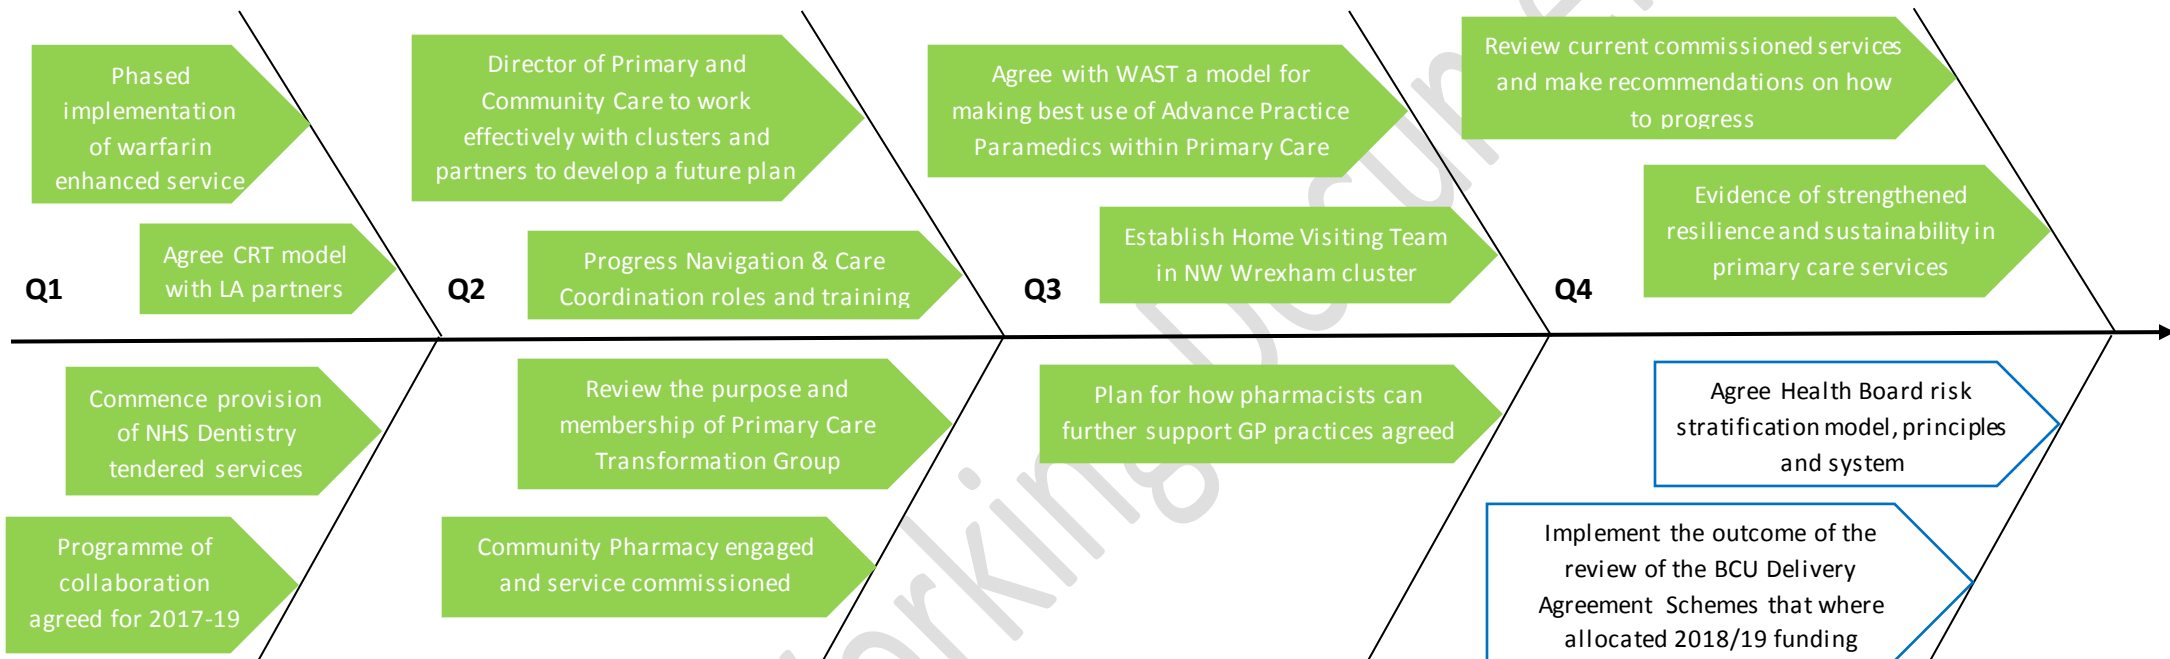 Phased
implementation
of warfarin
enhanced service
Agree CRT model
with LA partners
Q1
Commence provision
of NHS Dentistry
tendered services
Programme of
collaboration
agreed for 2017-19
Director of Primary and
Community Care to work
effectively with clusters and
partners to develop a future plan
Progress Navigation & Care
Coordination roles and training
Q2
Review the purpose and
membership of Primary Care
Transformation Group
Community Pharmacy engaged
and service commissioned
Agree with WAST a model for
making best use of Advance Practice
Paramedics within Primary Care
Establish Home Visiting Team
in NW Wrexham cluster
Q3
Plan for how pharmacists can
further support GP practices agreed
Review current commissioned services
and make recommendations on how
to progress
Evidence of strengthened
resilience and sustainability in
primary care services
Q4
Agree Health Board risk
stratification model, principles
and system
Implement the outcome of the
review of the BCU Delivery
Agreement Schemes that where
allocated 2018/19 funding